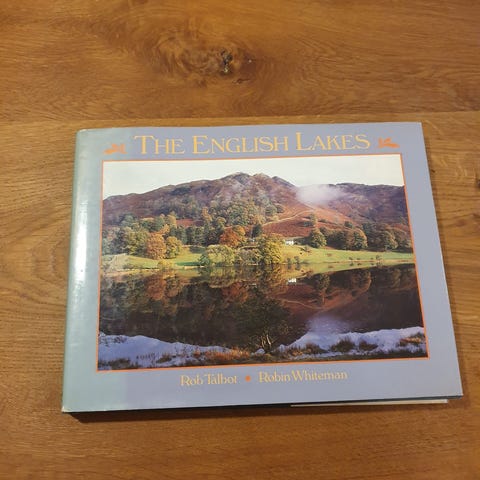 THE ENGLISH LAKES
Rob Talbot • Robin Whiteman